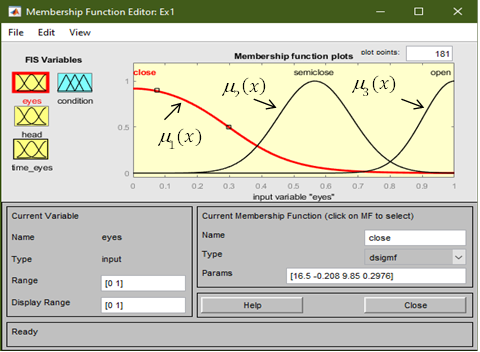 Membership Function Editor: Ex1
File Edit View
FIS Variables
eyes
condition
head
time_eyes
Membership function plots
plot points:
181
close
semiclose
open
μ₁(x)
μ₂(x)
μ₃(x)
1
0.5
0
0 0.1 0.2 0.3 0.4 0.5 0.6 0.7 0.8 0.9 1
input variable "eyes"
Current Variable
Name eyes
Type input
Range [0 1]
Display Range [0 1]
Current Membership Function (click on MF to select)
Name close
Type dsigmf
Params [16.5 -0.208 9.85 0.2976]
Help Close
Ready